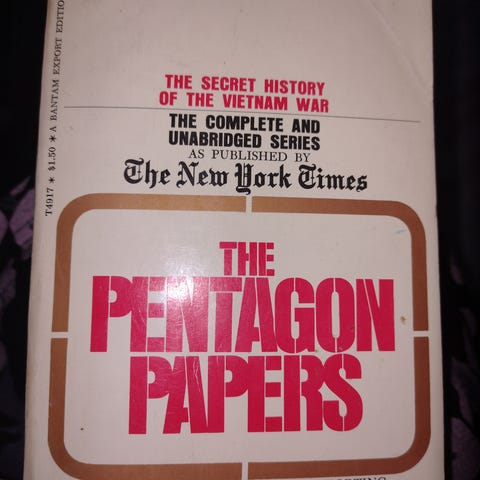 T4917 * $1.50 * A BANTAM EXPORT EDITION
THE SECRET HISTORY
OF THE VIETNAM WAR
THE COMPLETE AND
UNABRIDGED SERIES
AS PUBLISHED BY
The New York Times
THE
PENTAGON
PAPERS